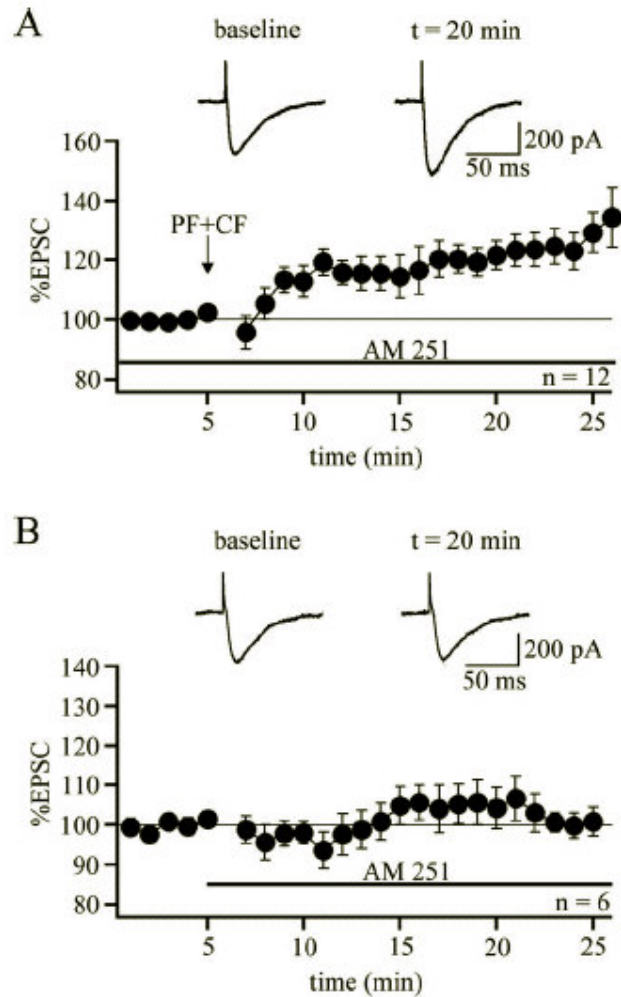 A
baseline t = 20 min
200 pA
50 ms
160
140
120
100
80
%EPSC
PF+CF
AM 251
n = 12
5 10 15 20 25
time (min)
B
baseline t = 20 min
200 pA
50 ms
140
130
120
110
100
90
80
%EPSC
AM 251
n = 6
5 10 15 20 25
time (min)